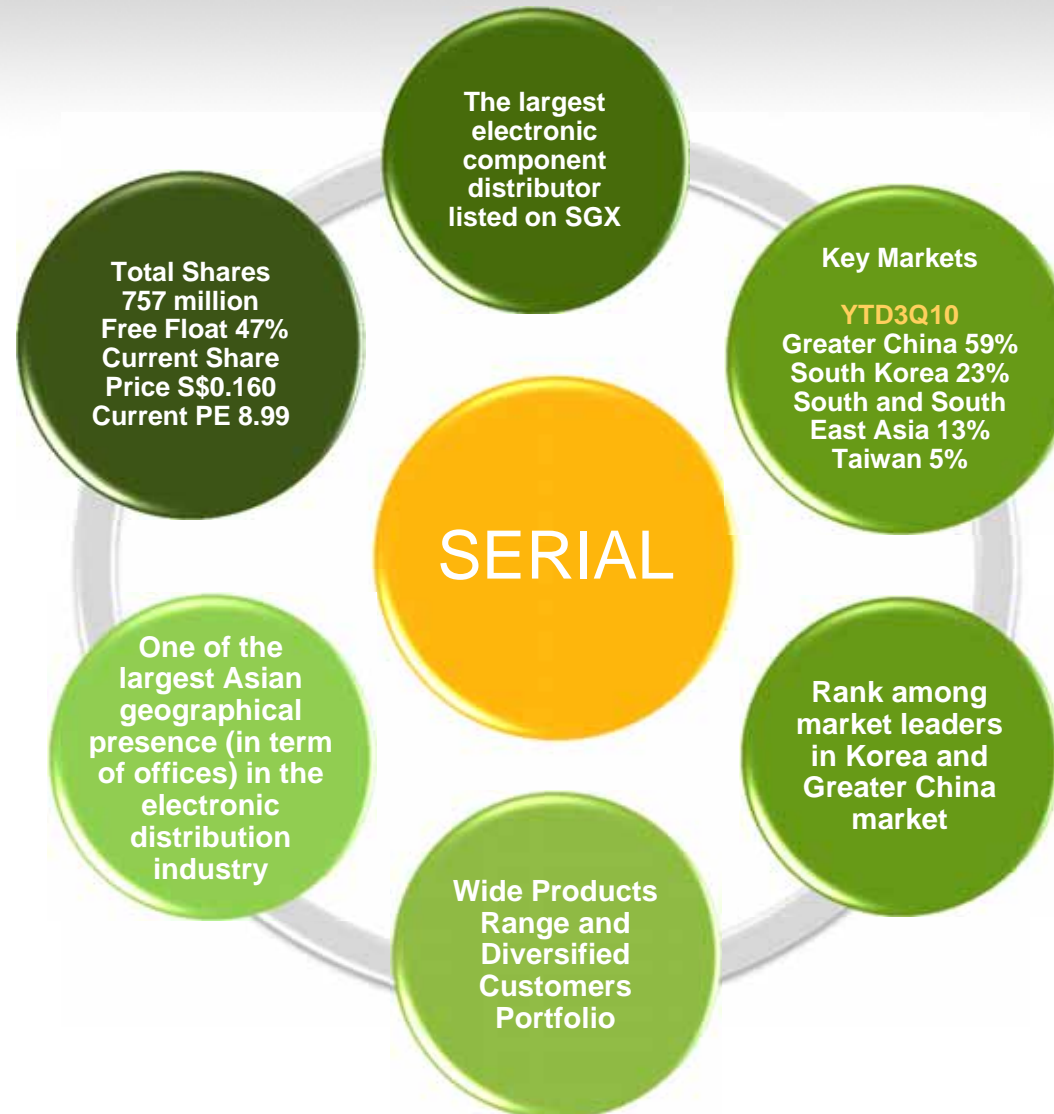 The largest
electronic
component
distributor
listed on SGX
Key Markets
YTD3Q10
Greater China 59%
South Korea 23%
South and South
East Asia 13%
Taiwan 5%
Rank among
market leaders
in Korea and
Greater China
market
Wide Products
Range and
Diversified
Customers
Portfolio
One of the
largest Asian
geographical
presence (in term
of offices) in the
electronic
distribution
industry
Total Shares
757 million
Free Float 47%
Current Share
Price S$0.160
Current PE 8.99
SERIAL